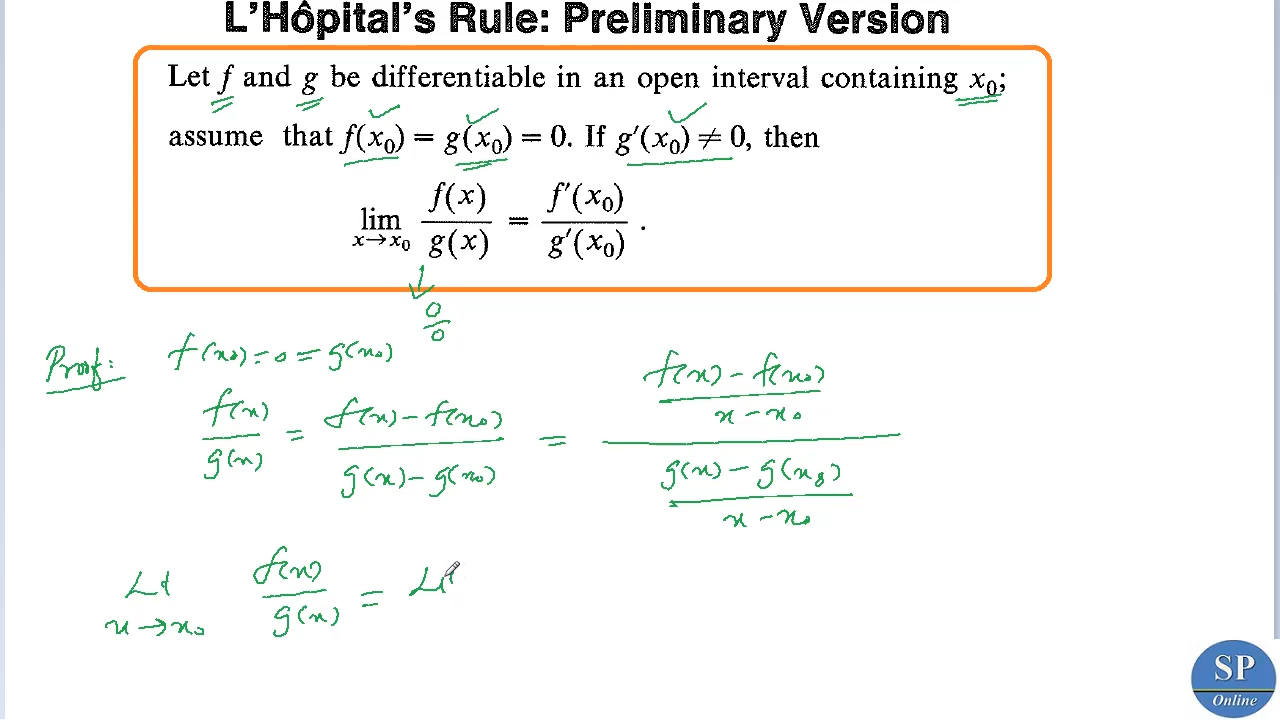 L'Hôpital's Rule: Preliminary Version
Let f and g be differentiable in an open interval containing x₀;
assume that f(x₀) = g(x₀) = 0. If g′(x₀) ≠ 0, then
lim x→x₀ f(x)/g(x) = f′(x₀)/g′(x₀).
0/0
Proof: f(x₀) = 0 = g(x₀)
f(x)/g(x) = (f(x) − f(x₀))/(g(x) − g(x₀)) = ((f(x) − f(x₀))/(x − x₀))/((g(x) − g(x₀))/(x − x₀))
Lt x→x₀ f(x)/g(x) = Lt
SP
Online